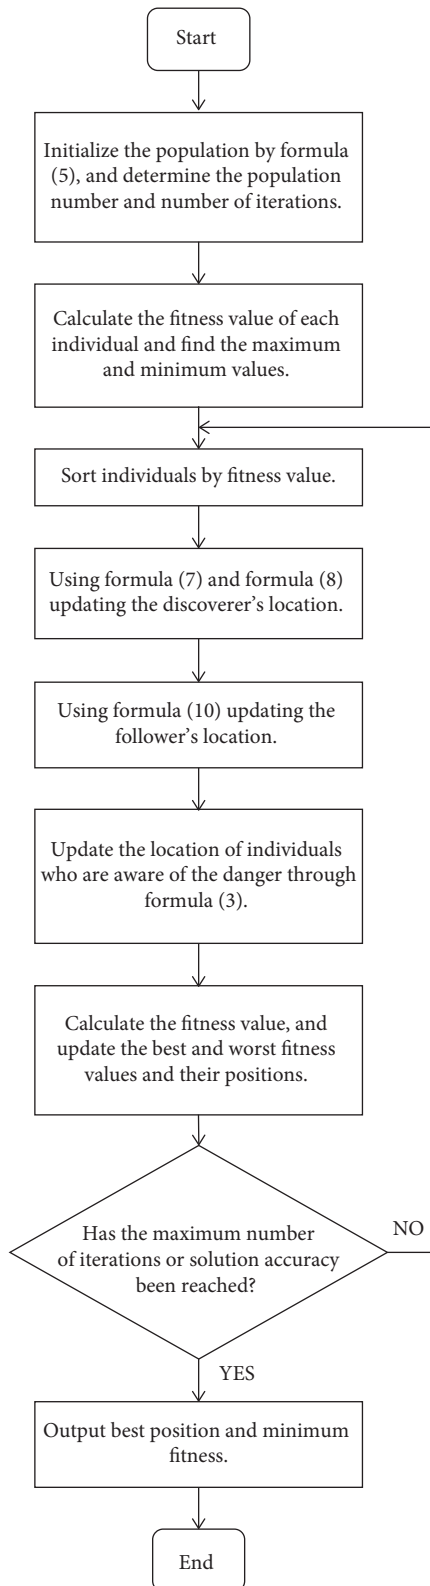 Start
Initialize the population by formula
(5), and determine the population
number and number of iterations.
Calculate the fitness value of each
individual and find the maximum
and minimum values.
Sort individuals by fitness value.
Using formula (7) and formula (8)
updating the discoverer's location.
Using formula (10) updating the
follower's location.
Update the location of individuals
who are aware of the danger through
formula (3).
Calculate the fitness value, and
update the best and worst fitness
values and their positions.
Has the maximum number
of iterations or solution accuracy
been reached?
NO
YES
Output best position and minimum
fitness.
End